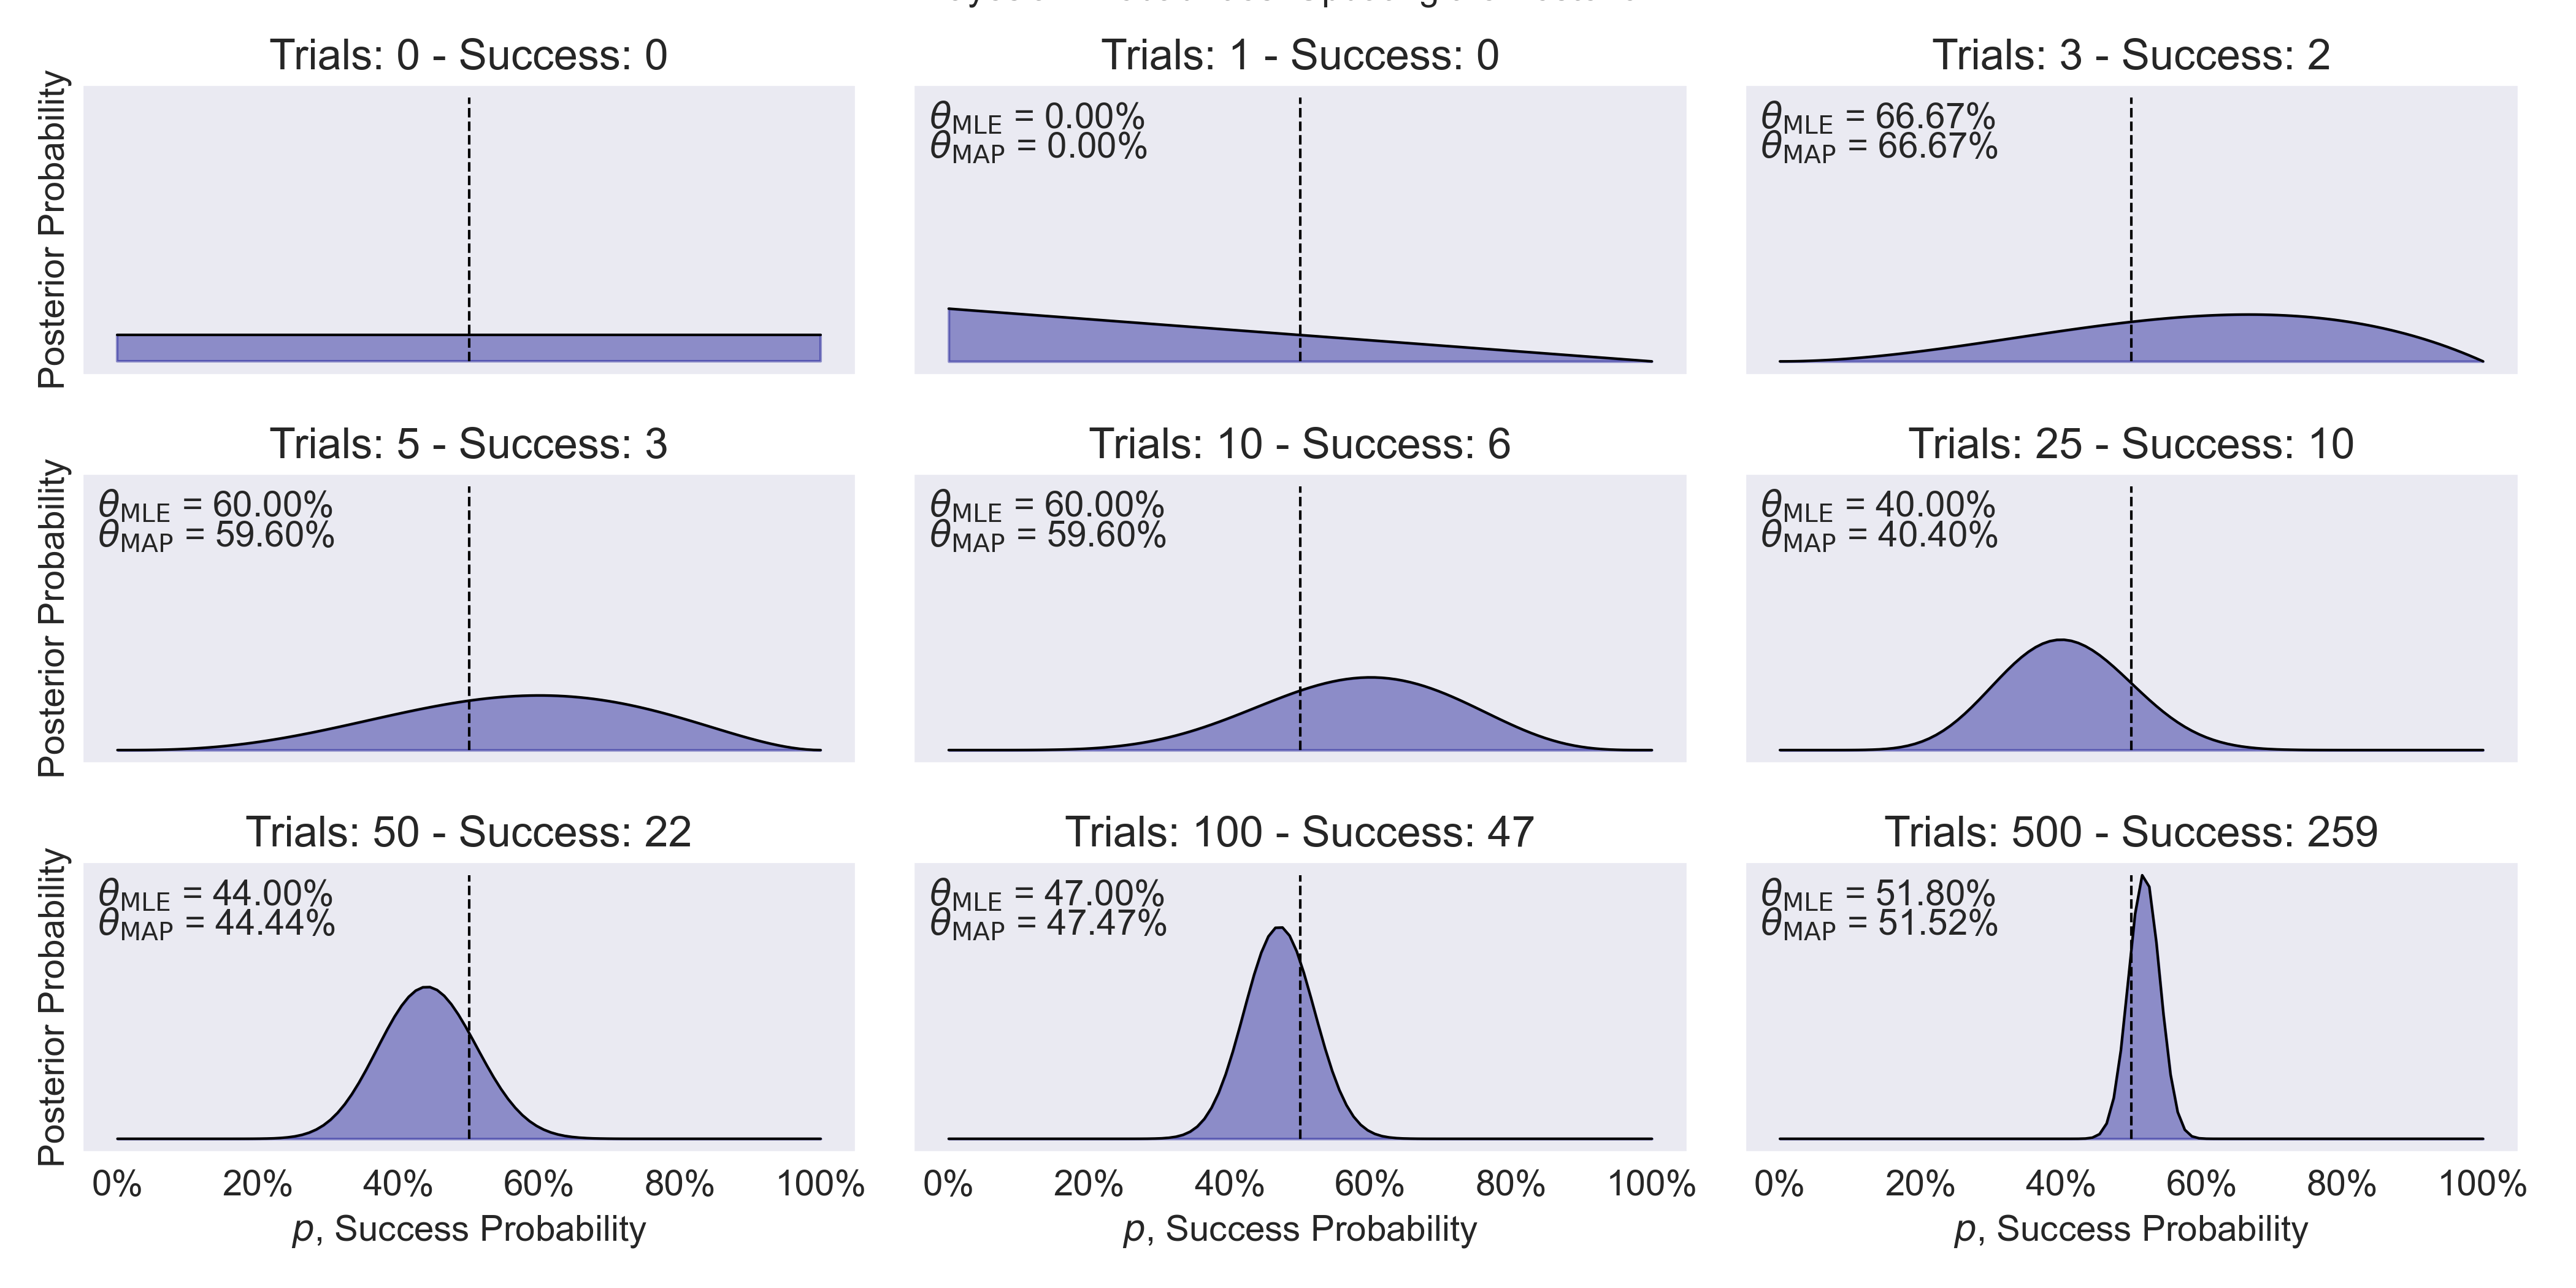 Trials: 0 - Success: 0
Posterior Probability
Trials: 1 - Success: 0
θMLE = 0.00%
θMAP = 0.00%
Trials: 3 - Success: 2
θMLE = 66.67%
θMAP = 66.67%
Trials: 5 - Success: 3
Posterior Probability
θMLE = 60.00%
θMAP = 59.60%
Trials: 10 - Success: 6
θMLE = 60.00%
θMAP = 59.60%
Trials: 25 - Success: 10
θMLE = 40.00%
θMAP = 40.40%
Trials: 50 - Success: 22
Posterior Probability
θMLE = 44.00%
θMAP = 44.44%
0% 20% 40% 60% 80% 100%
p, Success Probability
Trials: 100 - Success: 47
θMLE = 47.00%
θMAP = 47.47%
0% 20% 40% 60% 80% 100%
p, Success Probability
Trials: 500 - Success: 259
θMLE = 51.80%
θMAP = 51.52%
0% 20% 40% 60% 80% 100%
p, Success Probability